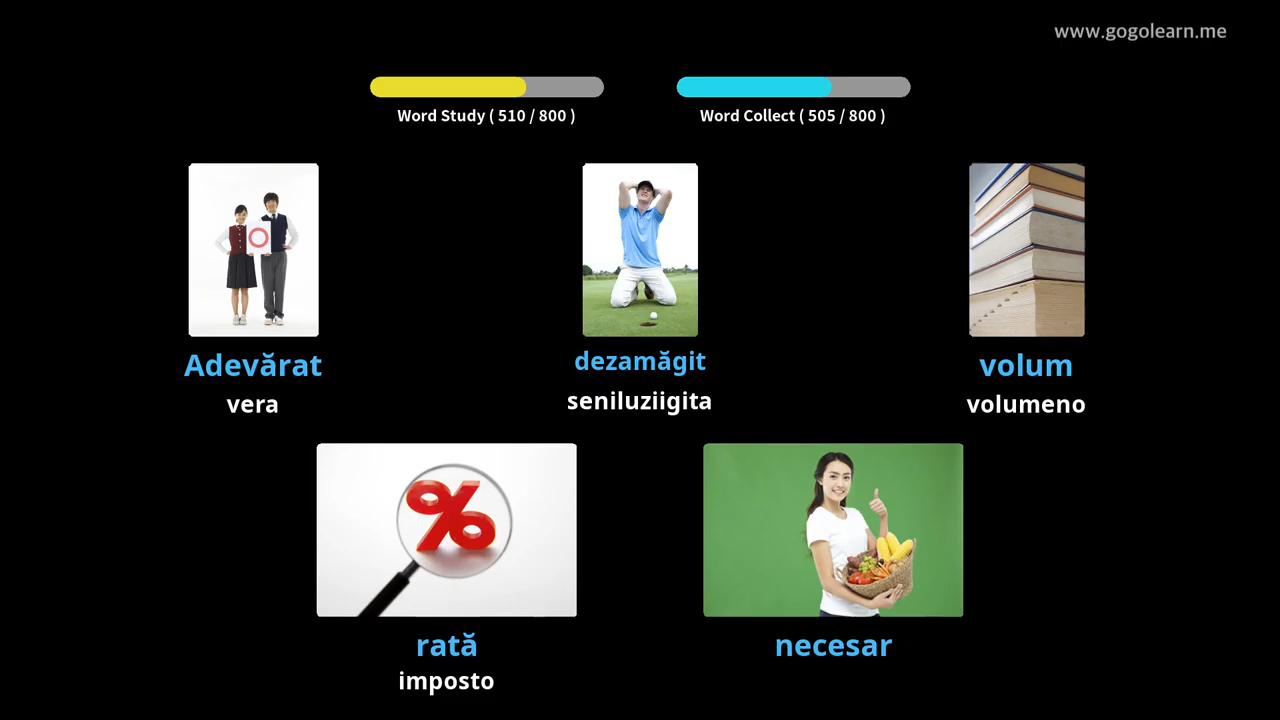 www.gogolearn.me
Word Study ( 510 / 800 )
Word Collect ( 505 / 800 )
Adevărat
vera
dezamăgit
seniluziigita
volum
volumeno
rată
imposto
necesar